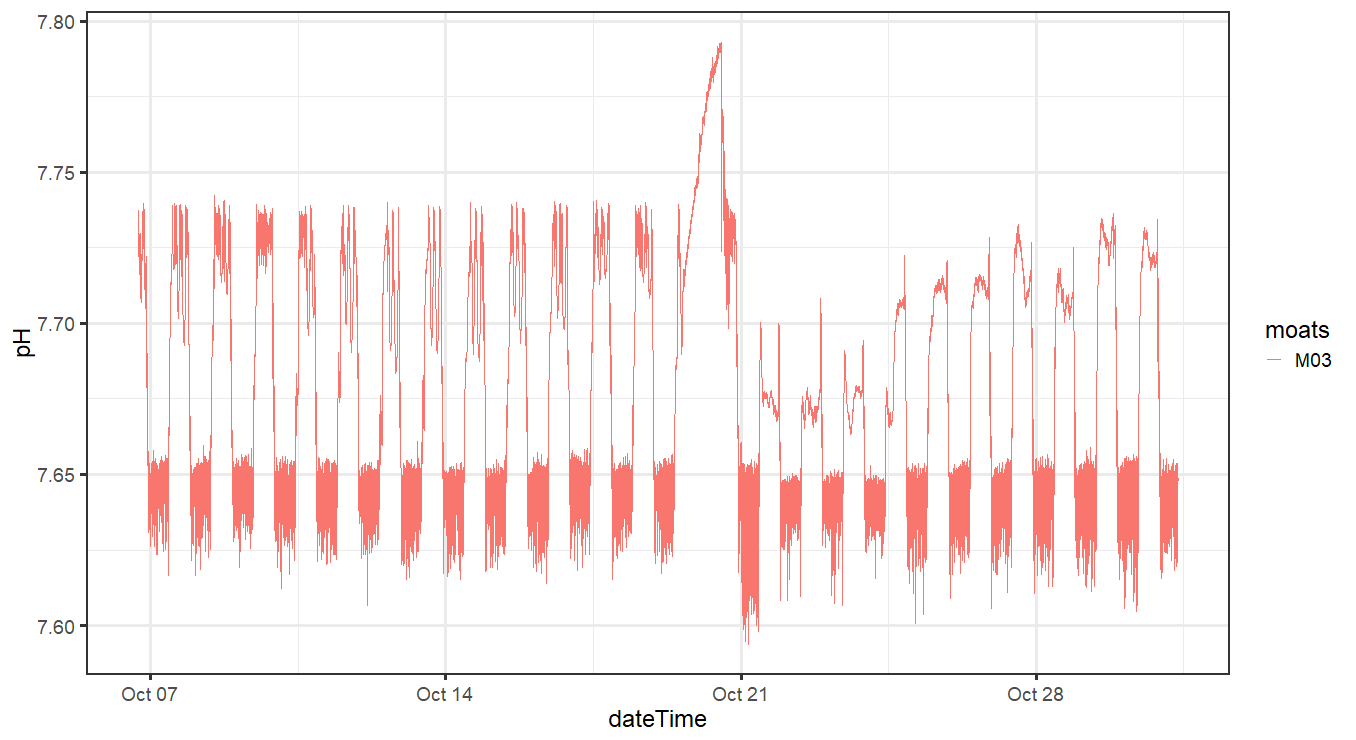 7.80
7.75
7.70
7.65
7.60
pH
Oct 07
Oct 14
Oct 21
Oct 28
dateTime
moats
M03